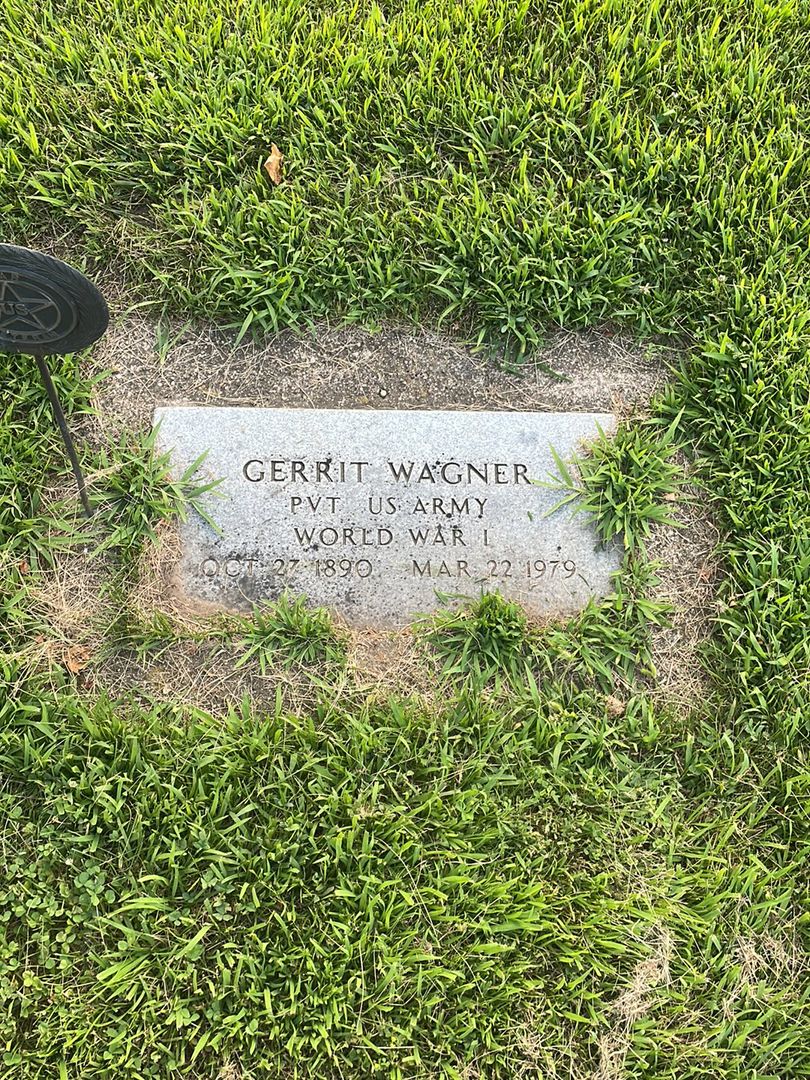 GERRIT WAGNER
PVT US ARMY
WORLD WAR I
OCT 27 1890 MAR 22 1979